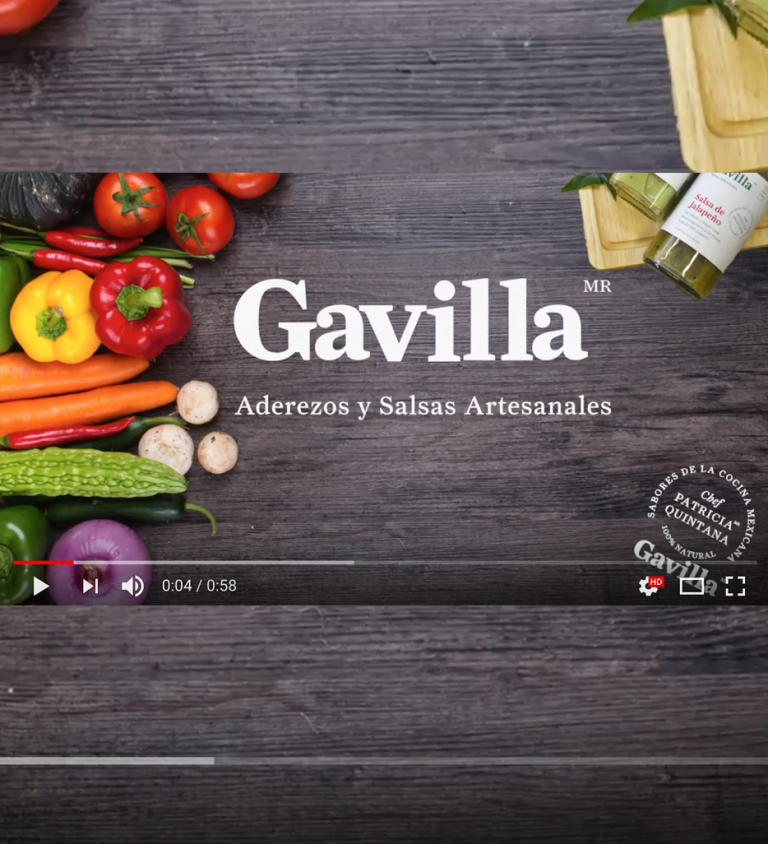 villa
Salsa de
Jalapeño
Gavilla MR
Aderezos y Salsas Artesanales
SABORES DE LA COCINA MEXICANA
Chef
PATRICIA
QUINTANA
100% NATURAL
Gavilla
0:04 / 0:58
HD